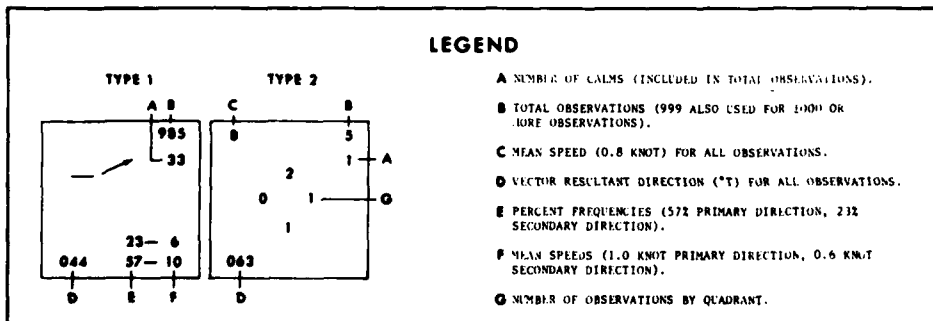 LEGEND
TYPE 1 TYPE 2
A B C B
985 8 5
33 1 A
2
0 1 G
1
23— 6
044 57— 10 063
D E F D
A NUMBER OF CALMS (INCLUDED IN TOTAL OBSERVATIONS).
B TOTAL OBSERVATIONS (999 ALSO USED FOR 1000 OR
MORE OBSERVATIONS).
C MEAN SPEED (0.8 KNOT) FOR ALL OBSERVATIONS.
D VECTOR RESULTANT DIRECTION (°T) FOR ALL OBSERVATIONS.
E PERCENT FREQUENCIES (57% PRIMARY DIRECTION, 23%
SECONDARY DIRECTION).
F MEAN SPEEDS (1.0 KNOT PRIMARY DIRECTION, 0.6 KNOT
SECONDARY DIRECTION).
G NUMBER OF OBSERVATIONS BY QUADRANT.